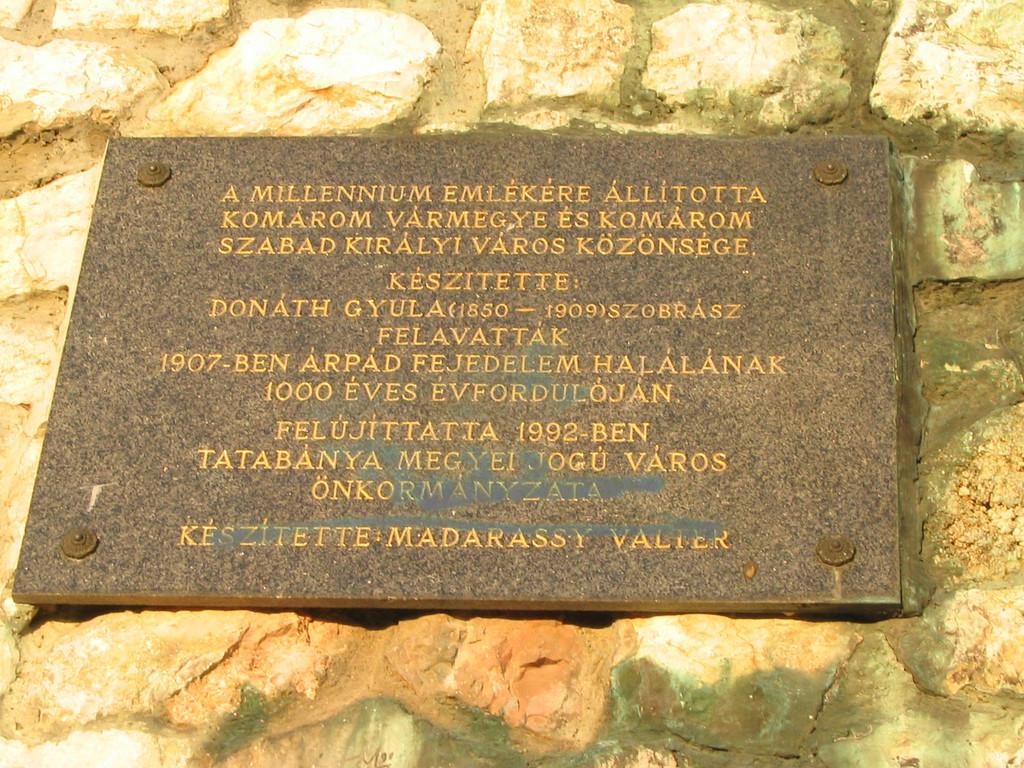 A MILLENNIUM EMLÉKÉRE ÁLLÍTOTTA
KOMÁROM VÁRMEGYE ÉS KOMÁROM
SZABAD KIRÁLYI VÁROS KÖZÖNSÉGE.
KÉSZITETTE:
DONÁTH GYULA (1850 – 1909) SZOBRÁSZ
FELAVATTÁK
1907-BEN ÁRPÁD FEJEDELEM HALÁLÁNAK
1000 ÉVES ÉVFORDULÓJÁN.
FELÚJÍTTATTA 1992-BEN
TATABÁNYA MEGYEI JOGÚ VÁROS
ÖNKORMÁNYZATA
KÉSZÍTETTE: MADARASSY VALTER